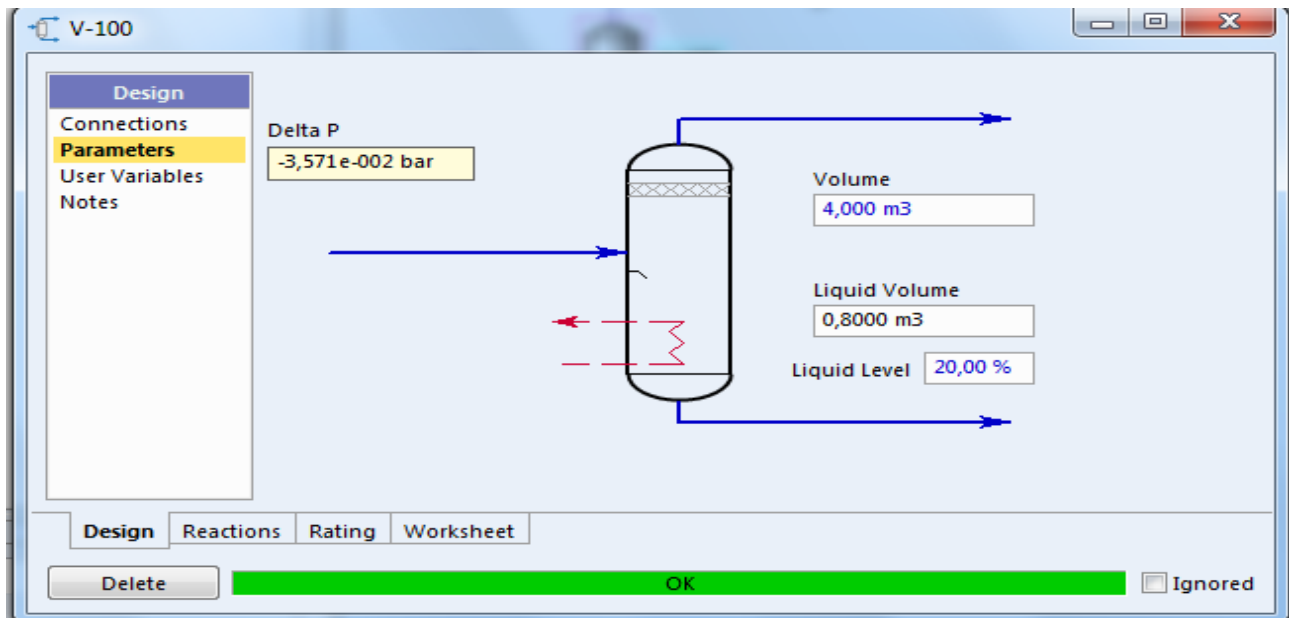 V-100
Design
Connections
Parameters
User Variables
Notes
Delta P
-3,571e-002 bar
Volume
4,000 m3
Liquid Volume
0,8000 m3
Liquid Level 20,00 %
Design Reactions Rating Worksheet
Delete OK Ignored